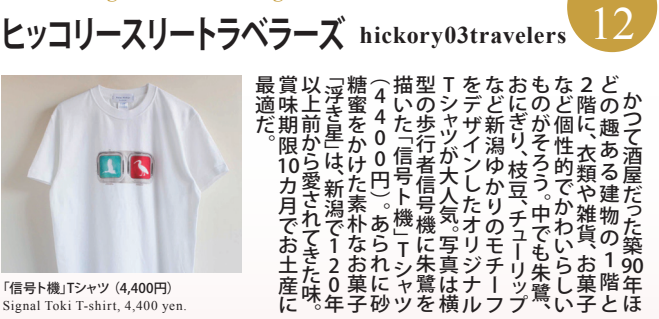 ヒッコリースリートラベラーズ hickory03travelers
12
かつて酒屋だった築90年ほ
どの趣ある建物の1階と
2階に、衣類や雑貨、お菓子
など個性的でかわいらしい
ものがそろう。中でも朱鷺、
おにぎり、枝豆、チューリップ
など新潟ゆかりのモチーフ
をデザインしたオリジナル
Tシャツが大人気。写真は横
型の歩行者信号機に朱鷺を
描いた「信号ト機」Tシャツ
(4400円)。あられに砂
糖蜜をかけた素朴なお菓子
「浮き星」は、新潟で120年
以上前から愛されてきた味。
賞味期限10カ月でお土産に
最適だ。
「信号ト機」Tシャツ (4,400円)
Signal Toki T-shirt, 4,400 yen.